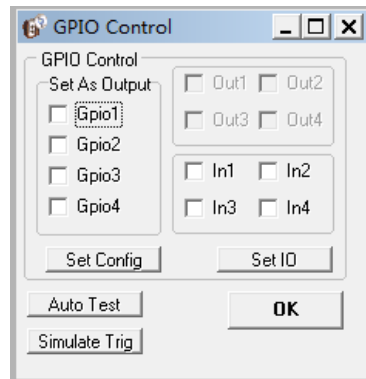 GPIO Control
GPIO Control
Set As Output
Gpio1
Gpio2
Gpio3
Gpio4
Out1 Out2
Out3 Out4
In1 In2
In3 In4
Set Config
Set IO
Auto Test
OK
Simulate Trig